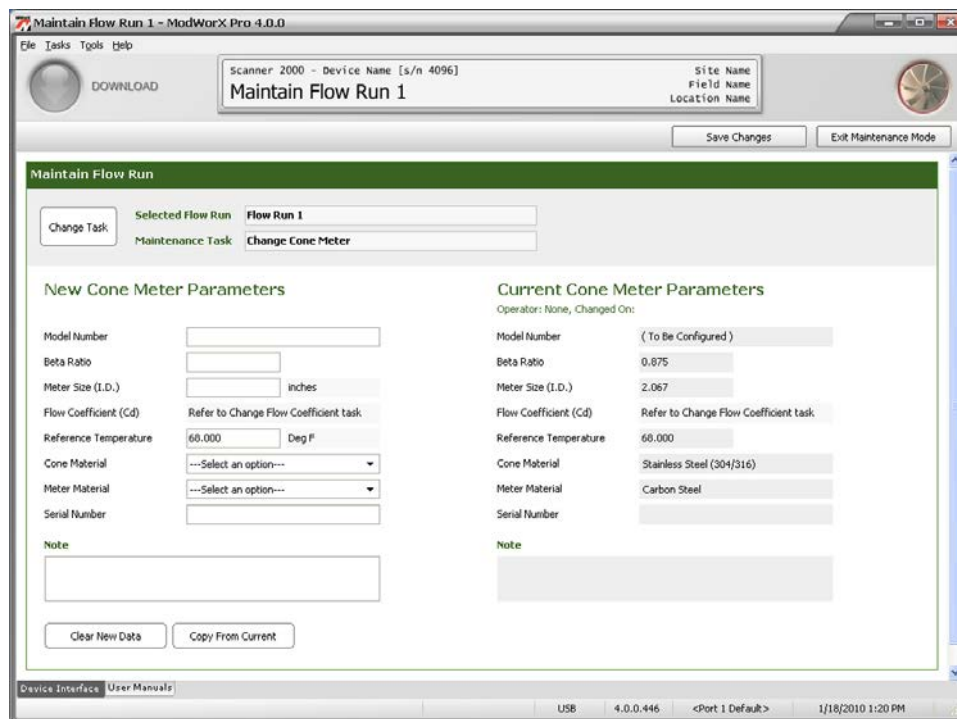 Maintain Flow Run 1 - ModWorX Pro 4.0.0
File Tasks Tools Help
DOWNLOAD
Scanner 2000 - Device Name [s/n 4096]
Maintain Flow Run 1
Site Name
Field Name
Location Name
Save Changes
Exit Maintenance Mode
Maintain Flow Run
Change Task
Selected Flow Run Flow Run 1
Maintenance Task Change Cone Meter
New Cone Meter Parameters
Model Number
Beta Ratio
Meter Size (I.D.) inches
Flow Coefficient (Cd) Refer to Change Flow Coefficient task
Reference Temperature 68.000 Deg F
Cone Material ---Select an option---
Meter Material ---Select an option---
Serial Number
Note
Clear New Data
Copy From Current
Current Cone Meter Parameters
Operator: None, Changed On:
Model Number ( To Be Configured )
Beta Ratio 0.875
Meter Size (I.D.) 2.067
Flow Coefficient (Cd) Refer to Change Flow Coefficient task
Reference Temperature 68.000
Cone Material Stainless Steel (304/316)
Meter Material Carbon Steel
Serial Number
Note
Device Interface User Manuals
USB 4.0.0.446 <Port 1 Default> 1/18/2010 1:20 PM